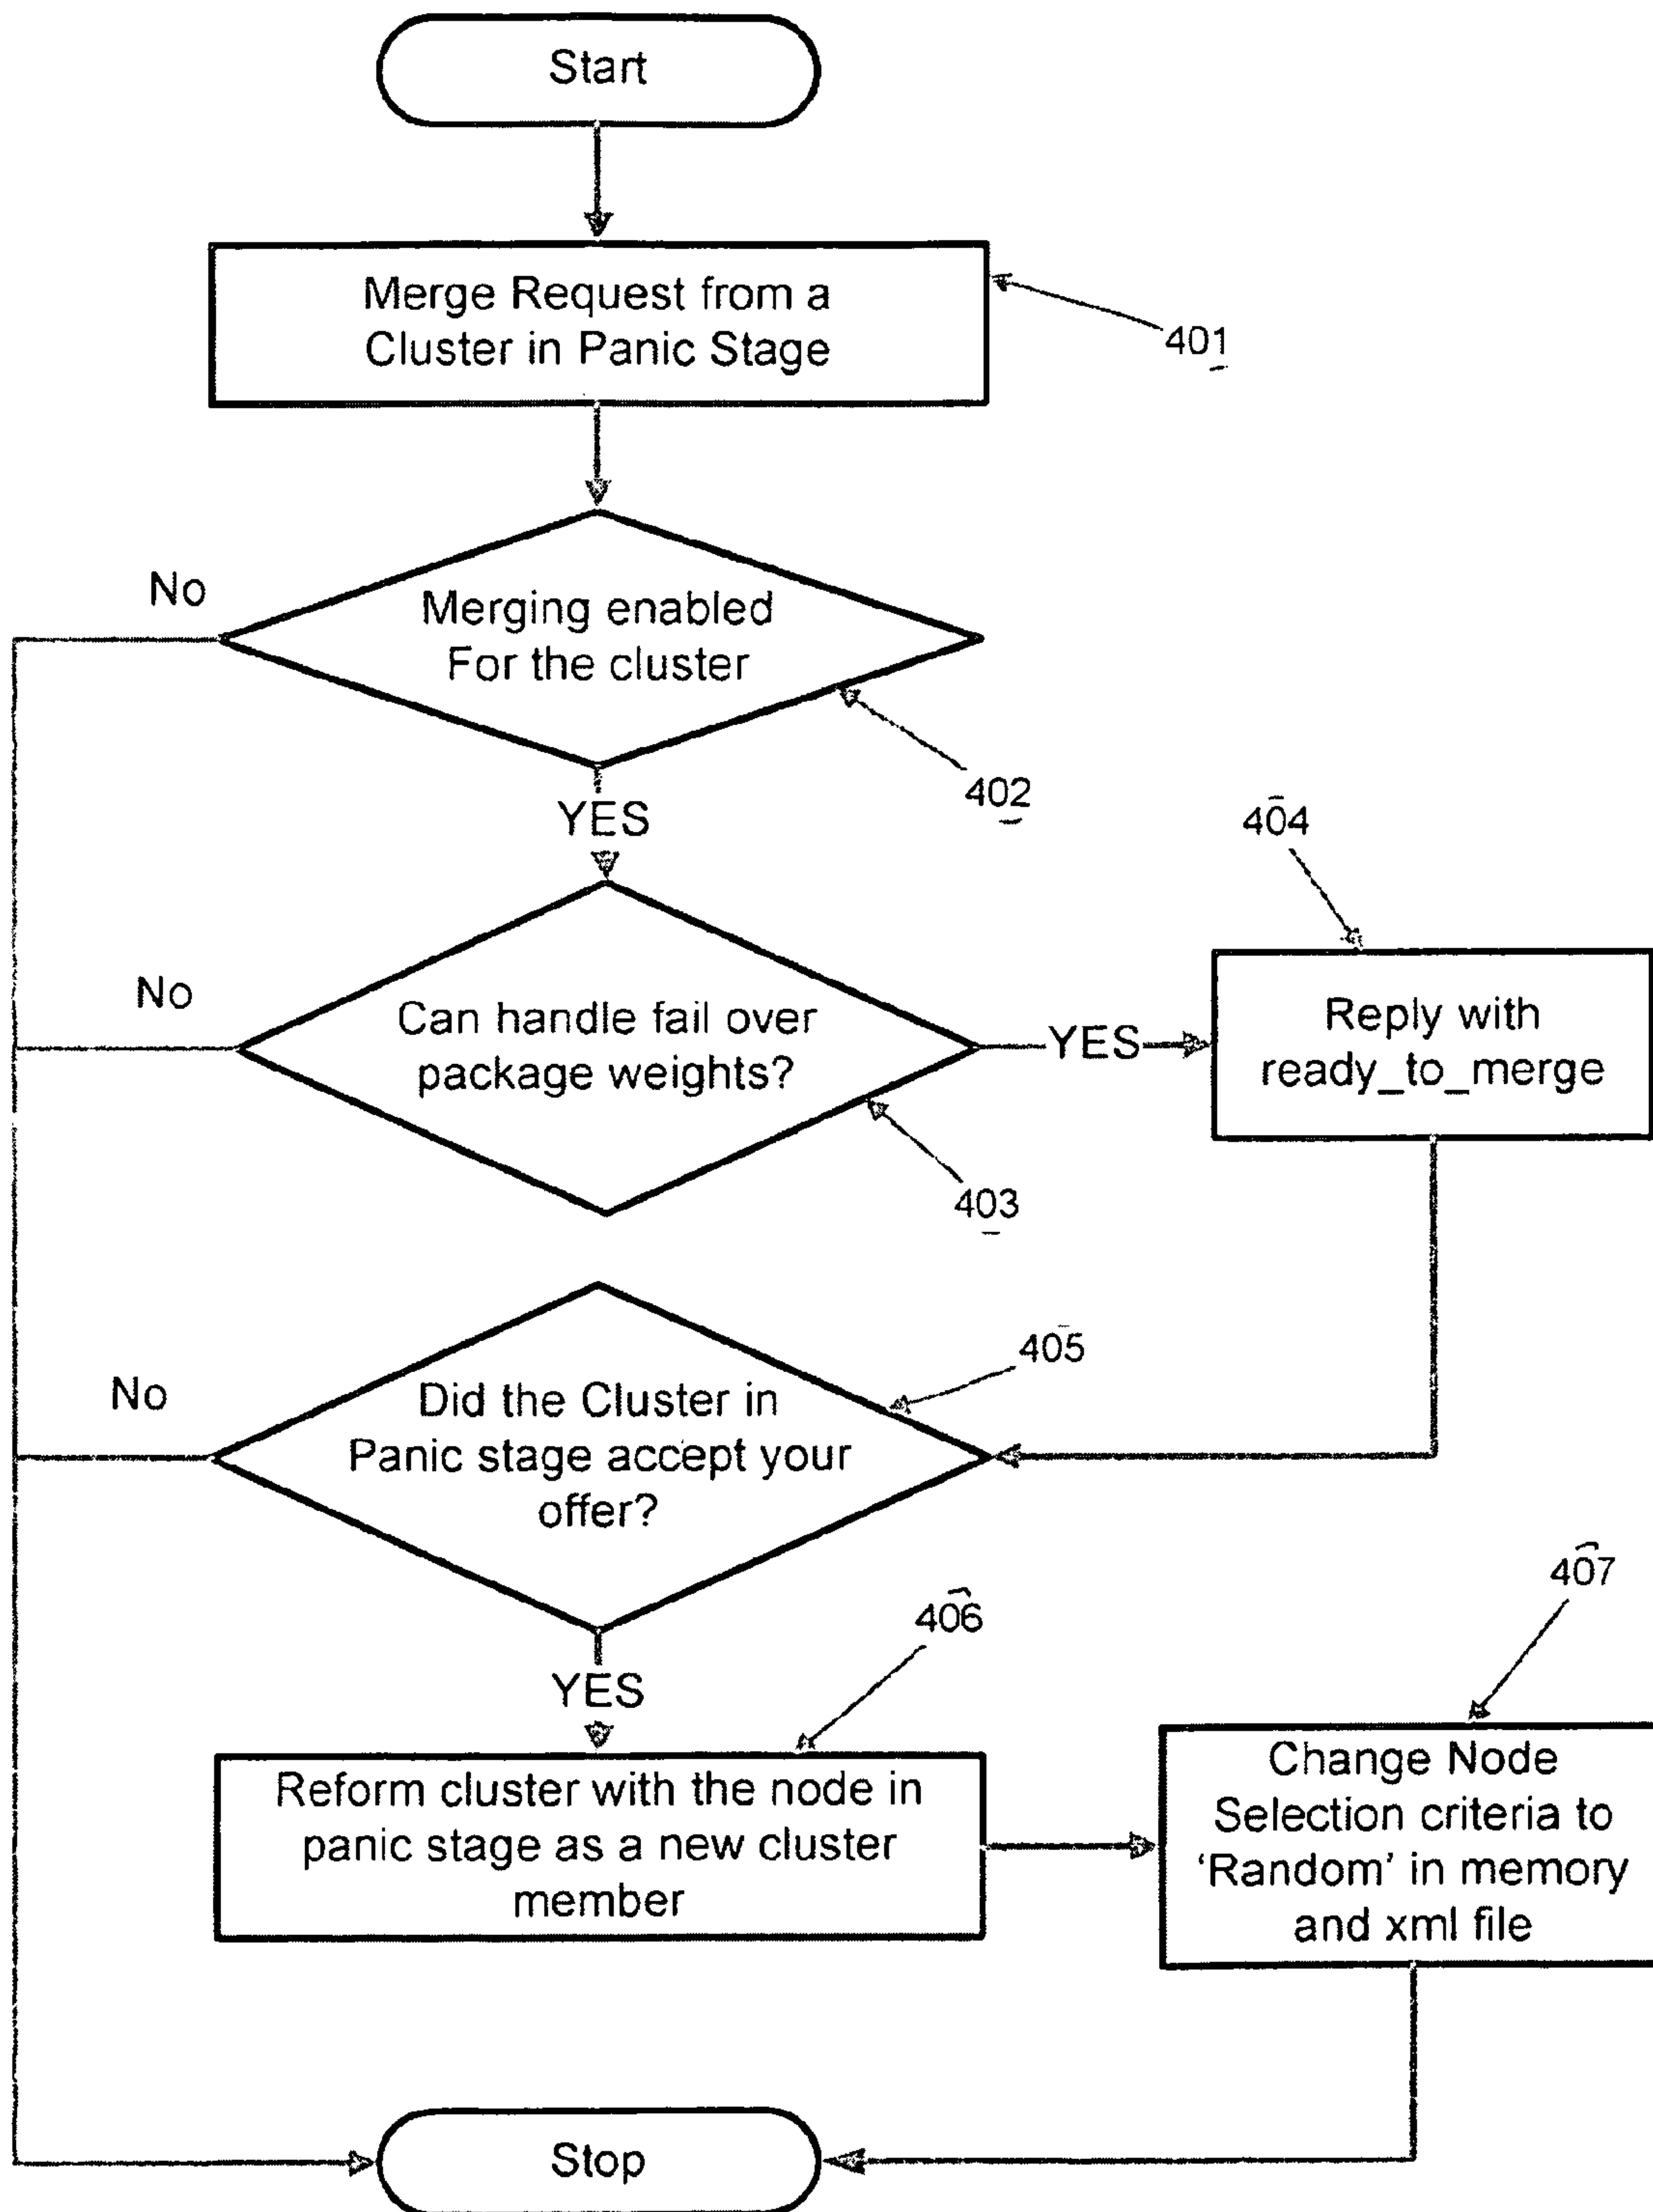 Start
Merge Request from a
Cluster in Panic Stage
401
No
Merging enabled
For the cluster
402
YES
404
No
Can handle fail over
package weights?
YES
Reply with
ready_to_merge
403
405
No
Did the Cluster in
Panic stage accept your
offer?
407
406
YES
Reform cluster with the node in
panic stage as a new cluster
member
Change Node
Selection criteria to
‘Random’ in memory
and xml file
Stop